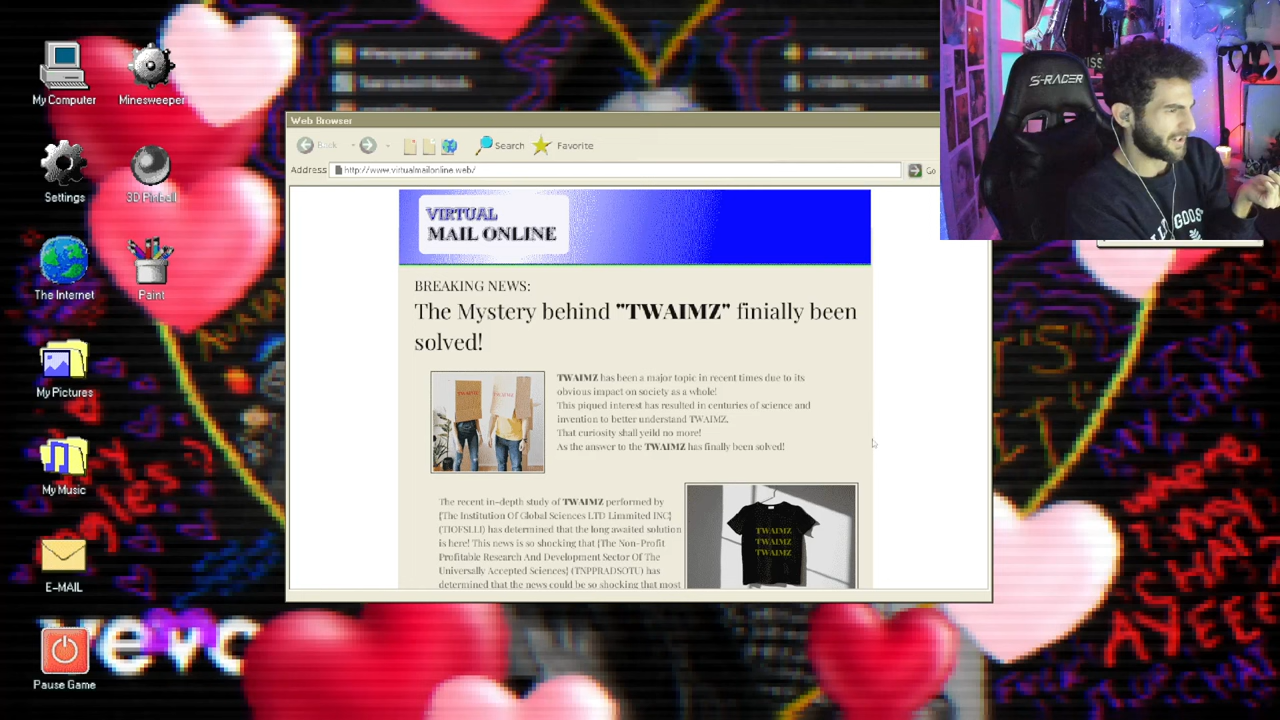 My Computer
Minesweeper
Settings
3D Pinball
The Internet
Paint
My Pictures
My Music
E-MAIL
Pause Game
Web Browser
Back
Search
Favorite
Address
http://www.virtualmailonline.web/
Go
VIRTUAL
MAIL ONLINE
BREAKING NEWS:
The Mystery behind "TWAIMZ" finially been
solved!
TWAIMZ has been a major topic in recent times due to its
obvious impact on society as a whole!
This piqued interest has resulted in centuries of science and
invention to better understand TWAIMZ.
That curiosity shall yeild no more!
As the answer to the TWAIMZ has finally been solved!
The recent in-depth study of TWAIMZ performed by
{The Institution Of Global Sciences LTD Limmited INC}
(TIOFSLLI) has determined that the long awaited solution
is here! This news is so shocking that {The Non-Profit
Profitable Research And Development Sector Of The
Universally Accepted Sciences} (TNPPRADSOTU) has
determined that the news could be so shocking that most
TWAIMZ
TWAIMZ
TWAIMZ
S-RACER
vevo
AYEEE